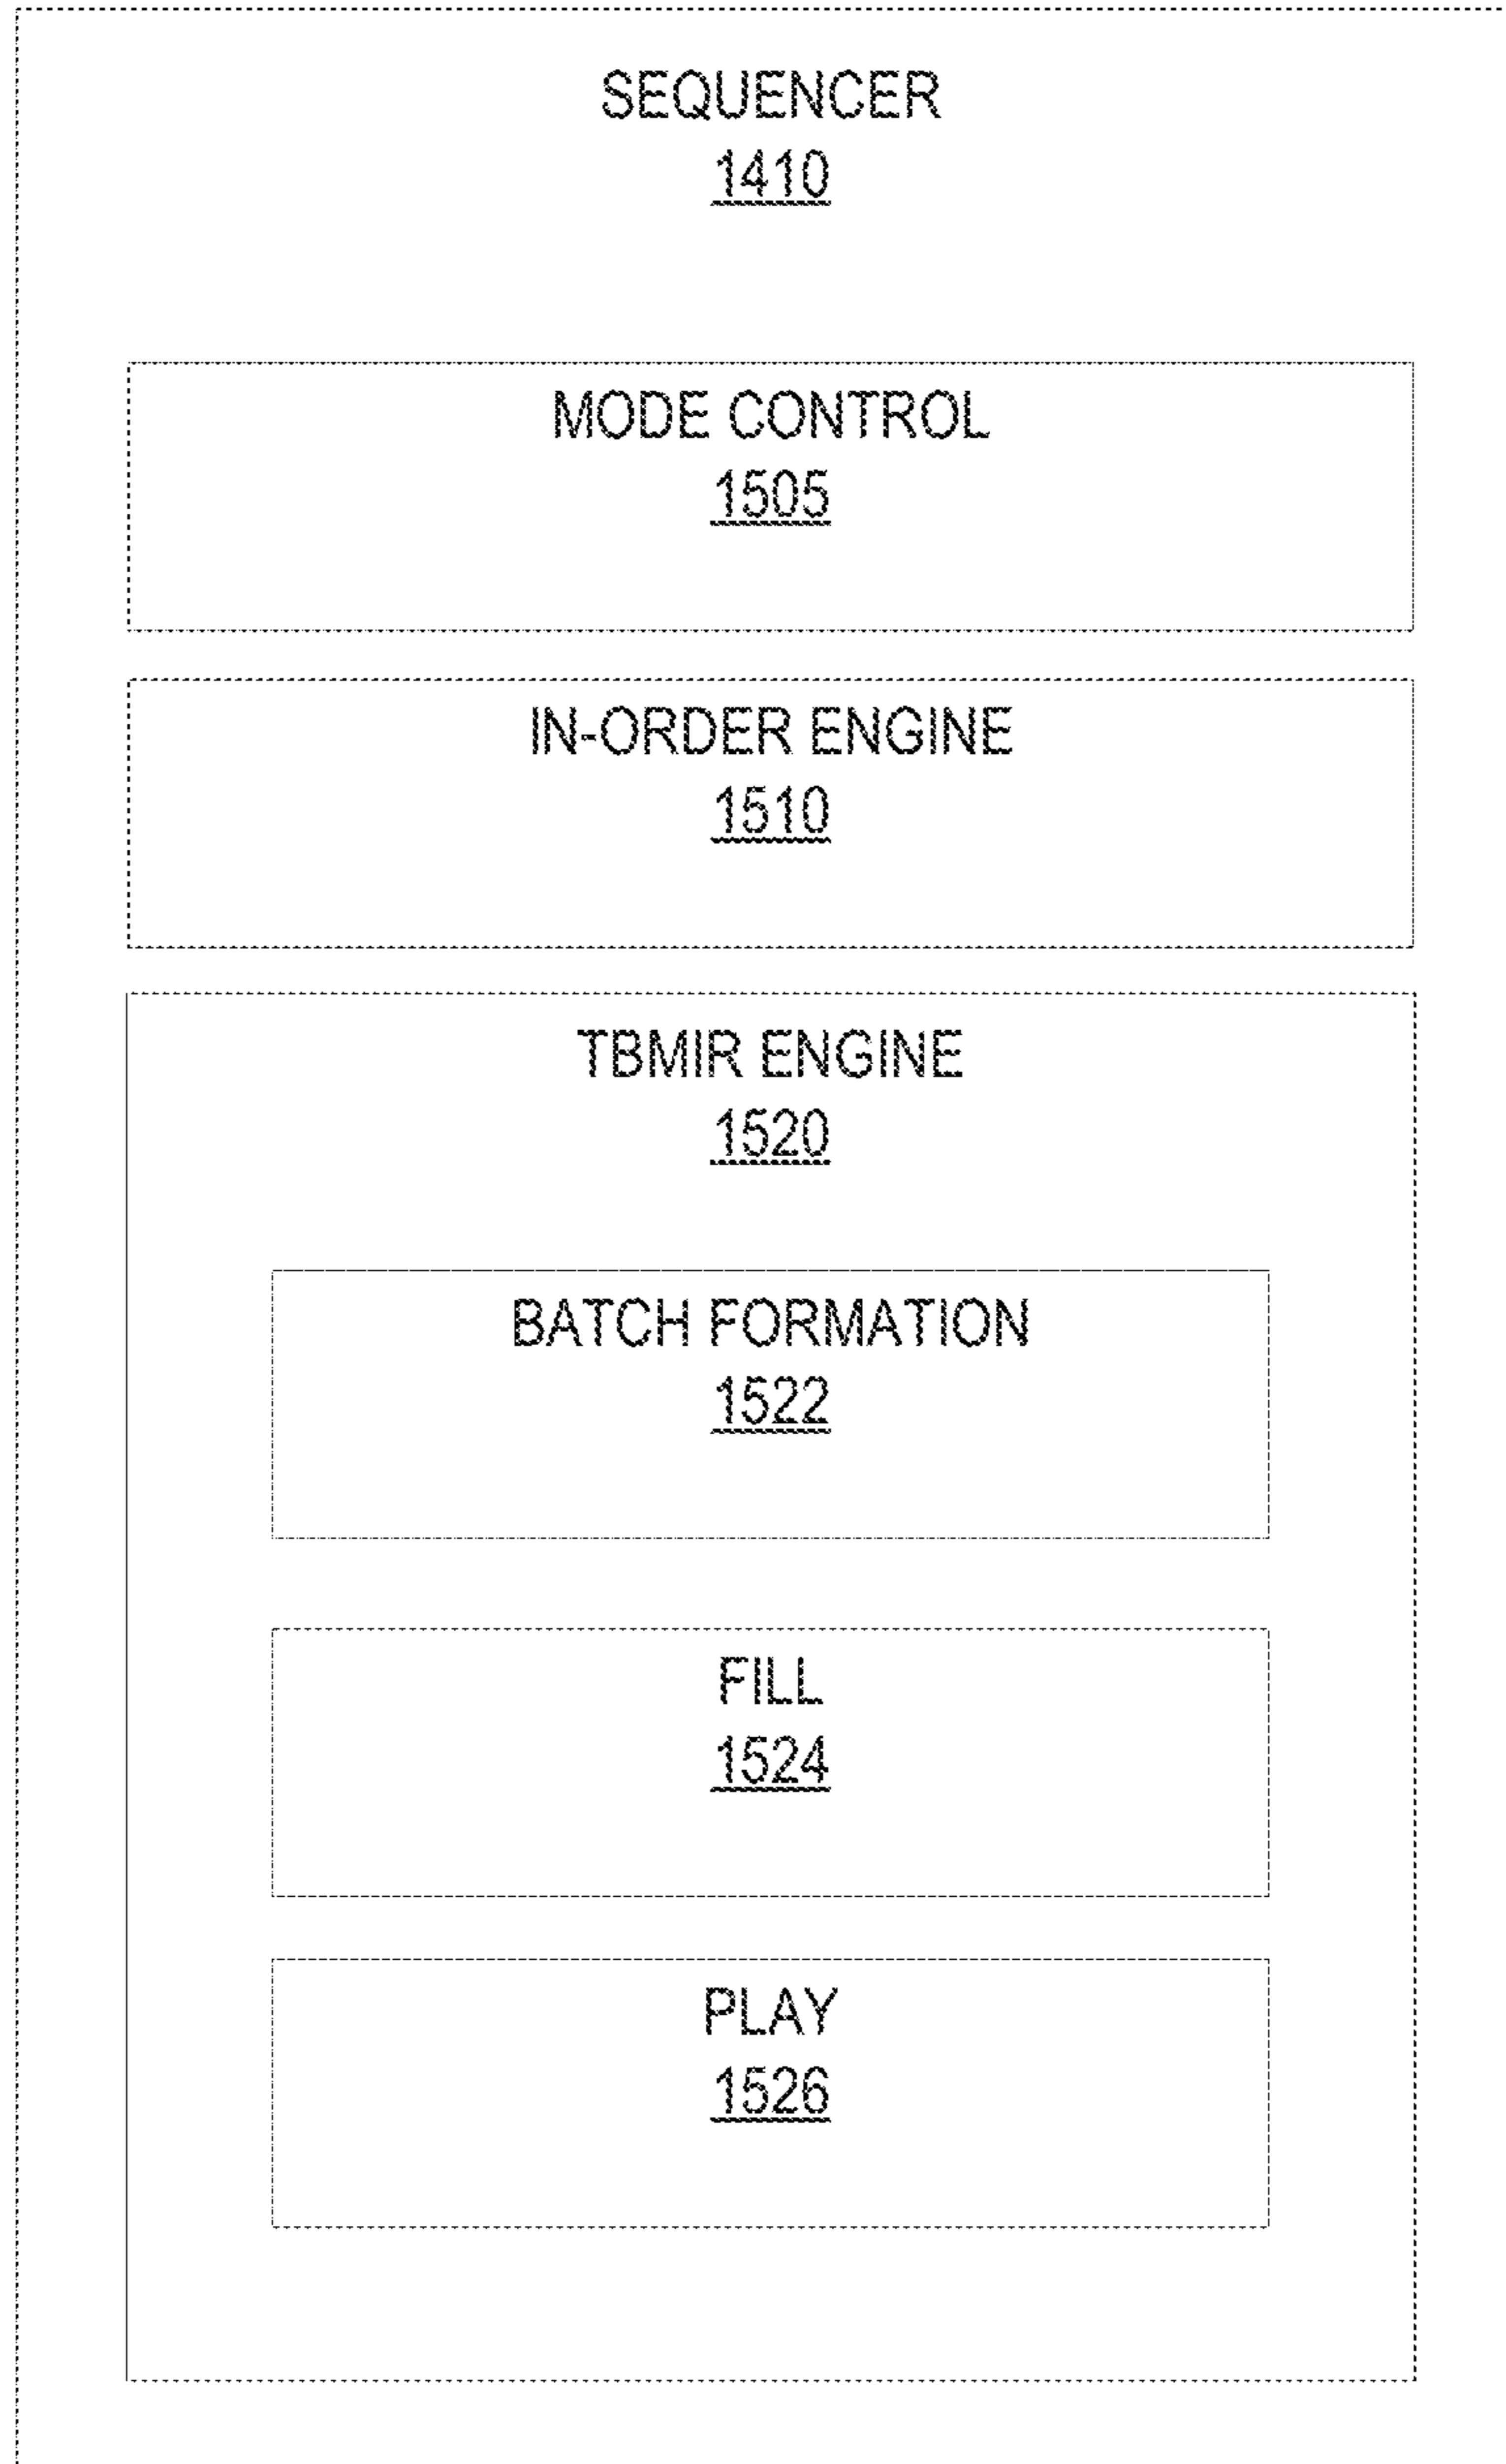 SEQUENCER
1410
MODE CONTROL
1505
IN-ORDER ENGINE
1510
TBMIR ENGINE
1520
BATCH FORMATION
1522
FILL
1524
PLAY
1526